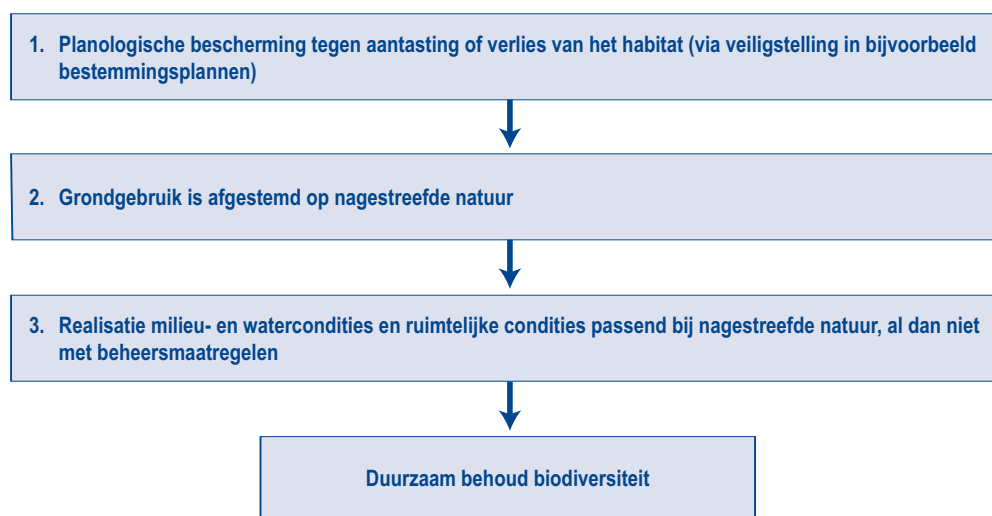 1. Planologische bescherming tegen aantasting of verlies van het habitat (via veiligstelling in bijvoorbeeld
bestemmingsplannen)
2. Grondgebruik is afgestemd op nagestreefde natuur
3. Realisatie milieu- en watercondities en ruimtelijke condities passend bij nagestreefde natuur, al dan niet
met beheersmaatregelen
Duurzaam behoud biodiversiteit